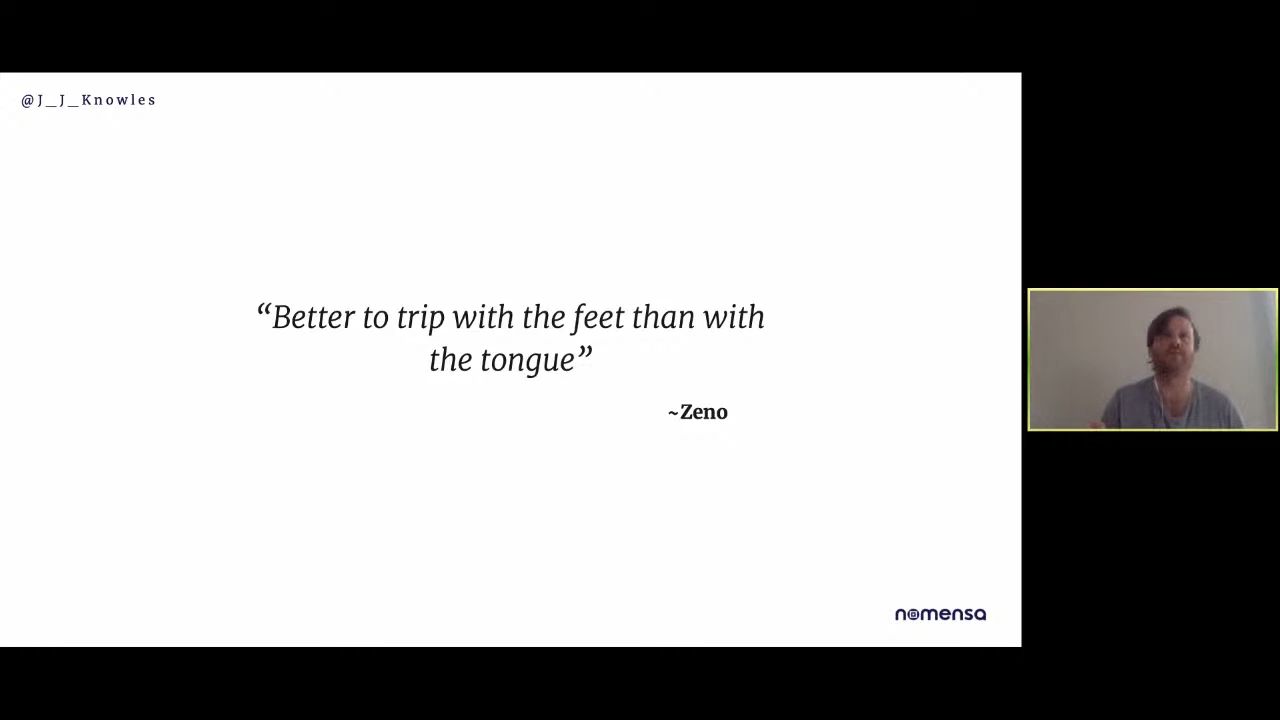 @J_J_Knowles
“Better to trip with the feet than with
the tongue”
~Zeno
nomensa